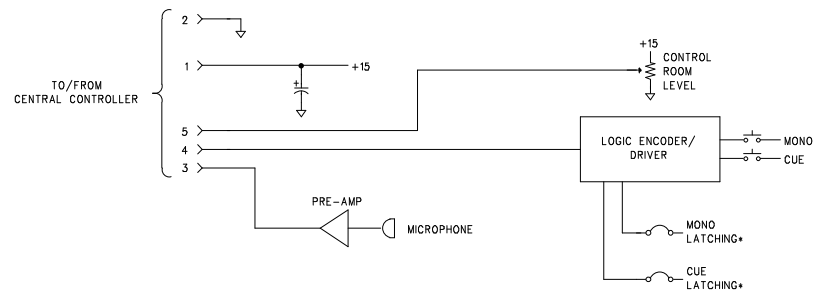 2
+15
1
+15
+
CONTROL
ROOM
LEVEL
TO/FROM
CENTRAL CONTROLLER
5
4
3
LOGIC ENCODER/
DRIVER
MONO
CUE
PRE-AMP
MICROPHONE
MONO
LATCHING*
CUE
LATCHING*